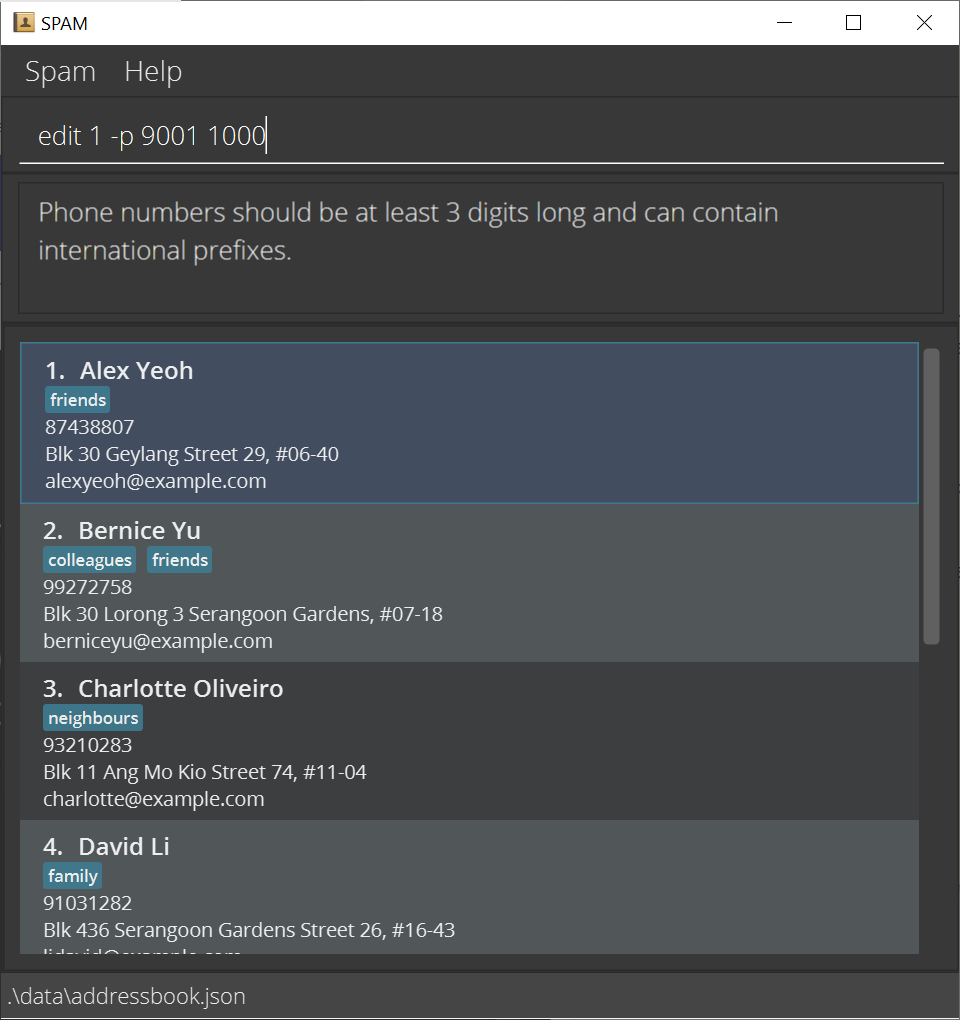 SPAM
Spam Help
edit 1 -p 9001 1000
Phone numbers should be at least 3 digits long and can contain
international prefixes.
1. Alex Yeoh
friends
87438807
Blk 30 Geylang Street 29, #06-40
alexyeoh@example.com
2. Bernice Yu
colleagues friends
99272758
Blk 30 Lorong 3 Serangoon Gardens, #07-18
berniceyu@example.com
3. Charlotte Oliveiro
neighbours
93210283
Blk 11 Ang Mo Kio Street 74, #11-04
charlotte@example.com
4. David Li
family
91031282
Blk 436 Serangoon Gardens Street 26, #16-43
lidavid@example.com
.\data\addressbook.json